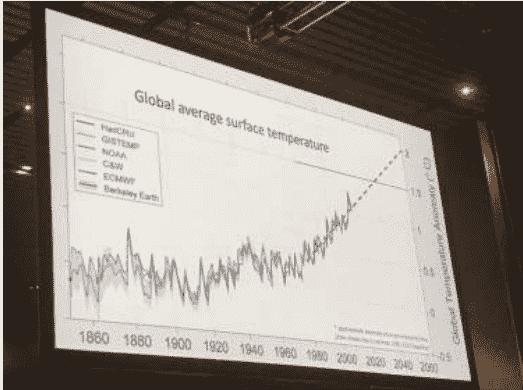 Global average surface temperature
HadCRU
GISTEMP
NOAA
C&W
ECMWF
Berkeley Earth
2
1.5
1
0.5
0
-0.5
Global Temperature Anomaly (° C)
1860 1880 1900 1920 1940 1960 1980 2000 2020 2040 2060